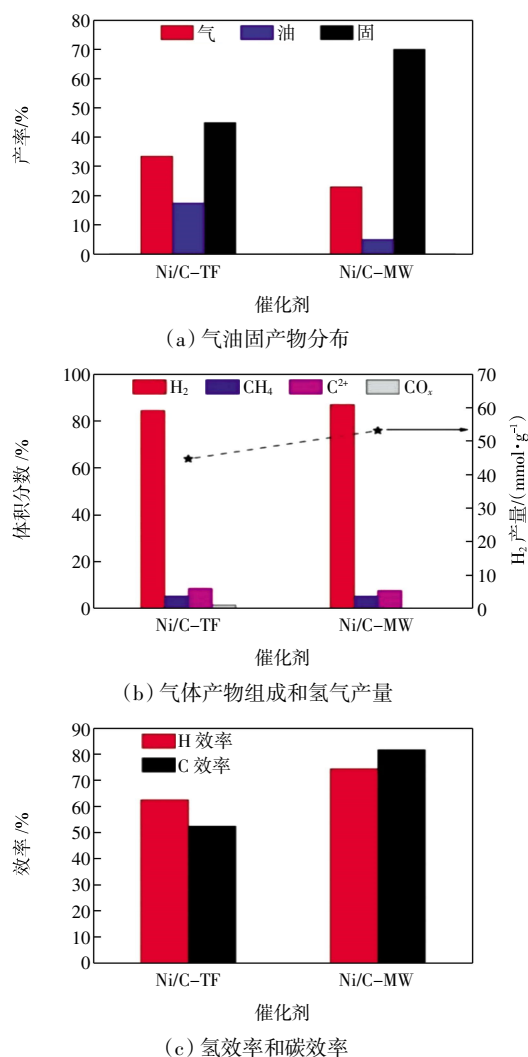 80
气 油 固
70
60
50
40
30
20
10
0
产率/%
Ni/C-TF Ni/C-MW
催化剂
(a) 气油固产物分布
100 70
H₂ CH₄ C²⁺ COₓ
80 60
60 50
40 40
30
20 20
10
0 0
体积分数/%
H₂产量/(mmol·g⁻¹)
Ni/C-TF Ni/C-MW
催化剂
(b) 气体产物组成和氢气产量
90
H 效率
80
C 效率
70
60
50
40
30
20
10
0
效率/%
Ni/C-TF Ni/C-MW
催化剂
(c) 氢效率和碳效率